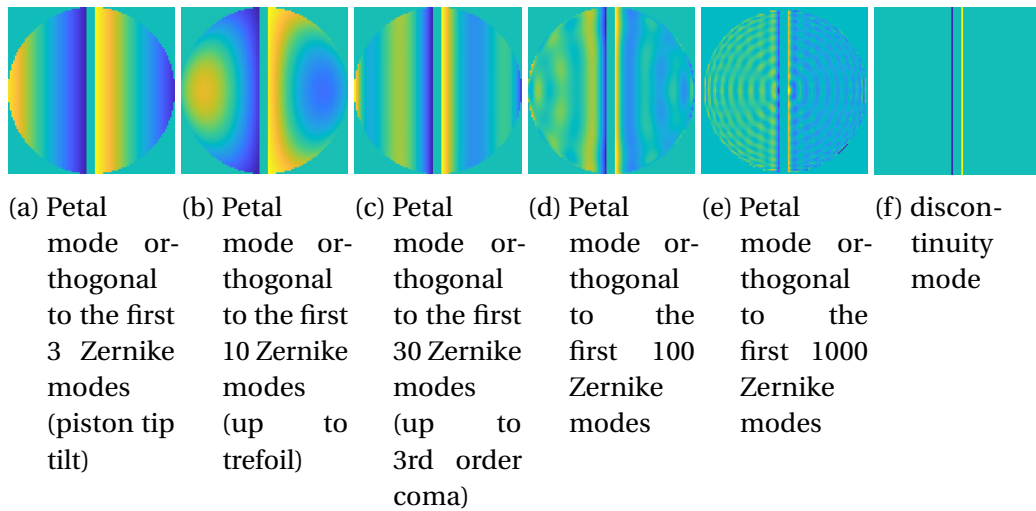 (a) Petal mode or-
thogonal
to the first
3 Zernike
modes
(piston tip
tilt)
(b) Petal
mode or-
thogonal
to the first
10 Zernike
modes
(up to
trefoil)
(c) Petal
mode or-
thogonal
to the first
30 Zernike
modes
(up to
3rd order
coma)
(d) Petal
mode or-
thogonal
to the
first 100
Zernike
modes
(e) Petal
mode or-
thogonal
to the
first 1000
Zernike
modes
(f) discon-
tinuity
mode